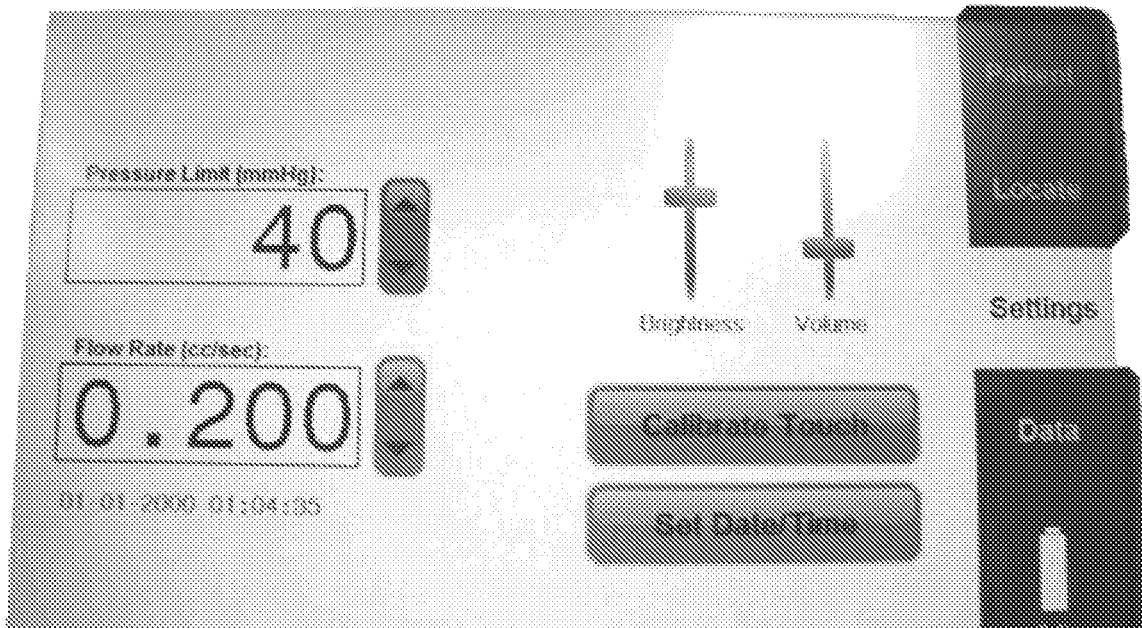 Pressure Limit (mmHg):
40
Flow Rate (cc/sec):
0.200
01-01-2000 01:04:35
Brightness
Volume
Calibrate Touch
Set Date/Time
Settings
Data